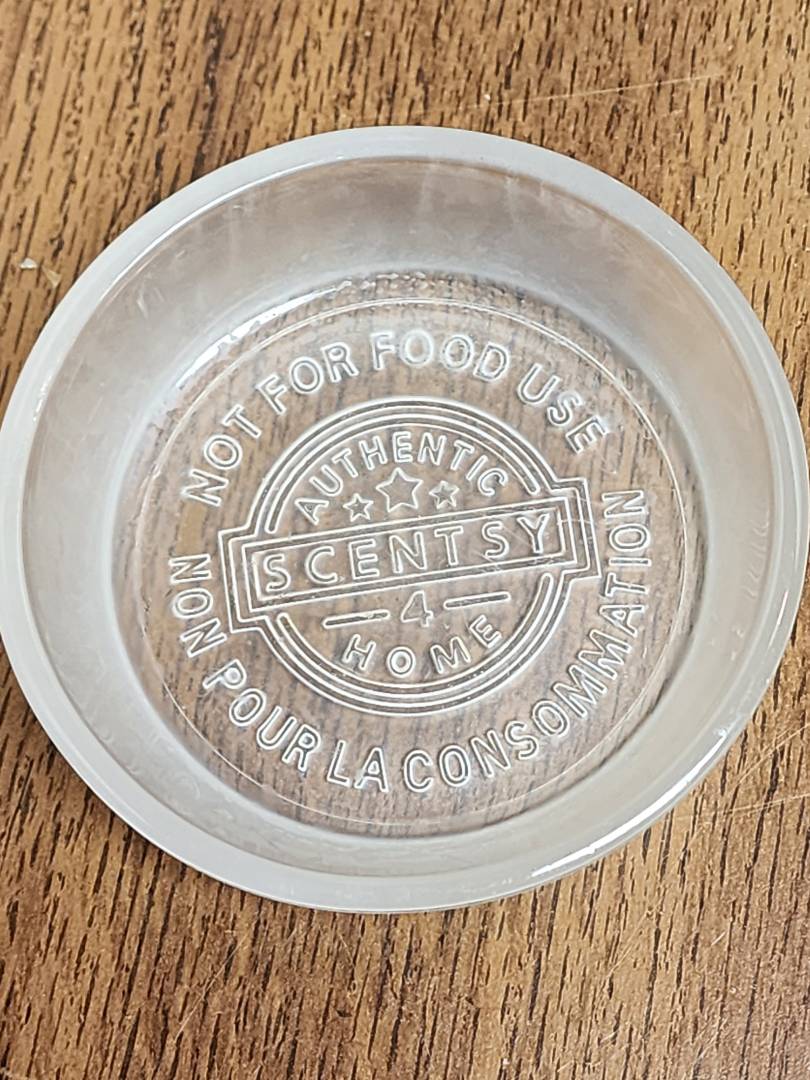 NOT FOR FOOD USE
AUTHENTIC
SCENTSY
4
HOME
NON POUR LA CONSOMMATION